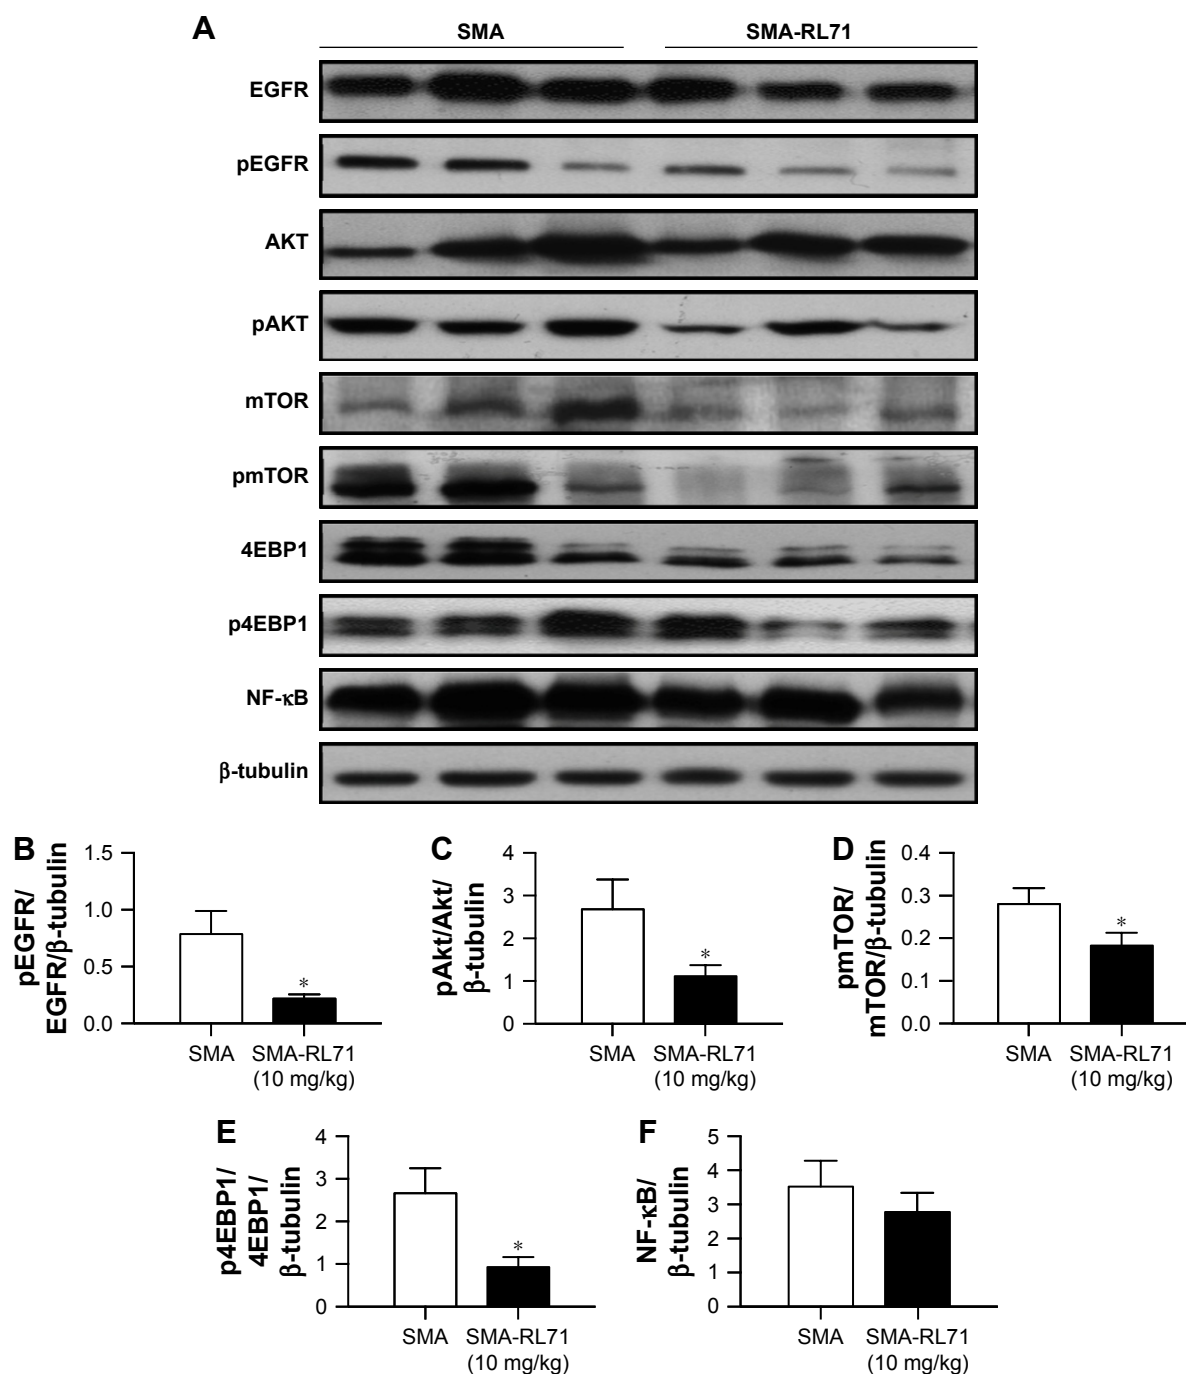 A
SMA SMA-RL71
EGFR
pEGFR
AKT
pAKT
mTOR
pmTOR
4EBP1
p4EBP1
NF-κB
β-tubulin
B
pEGFR/
EGFR/β-tubulin
1.5
1.0
0.5
0.0
*
SMA SMA-RL71
(10 mg/kg)
C
pAkt/Akt/
β-tubulin
4
3
2
1
0
*
SMA SMA-RL71
(10 mg/kg)
D
pmTOR/
mTOR/β-tubulin
0.4
0.3
0.2
0.1
0.0
*
SMA SMA-RL71
(10 mg/kg)
E
p4EBP1/
4EBP1/
β-tubulin
4
3
2
1
0
*
SMA SMA-RL71
(10 mg/kg)
F
NF-κB/
β-tubulin
5
4
3
2
1
0
SMA SMA-RL71
(10 mg/kg)